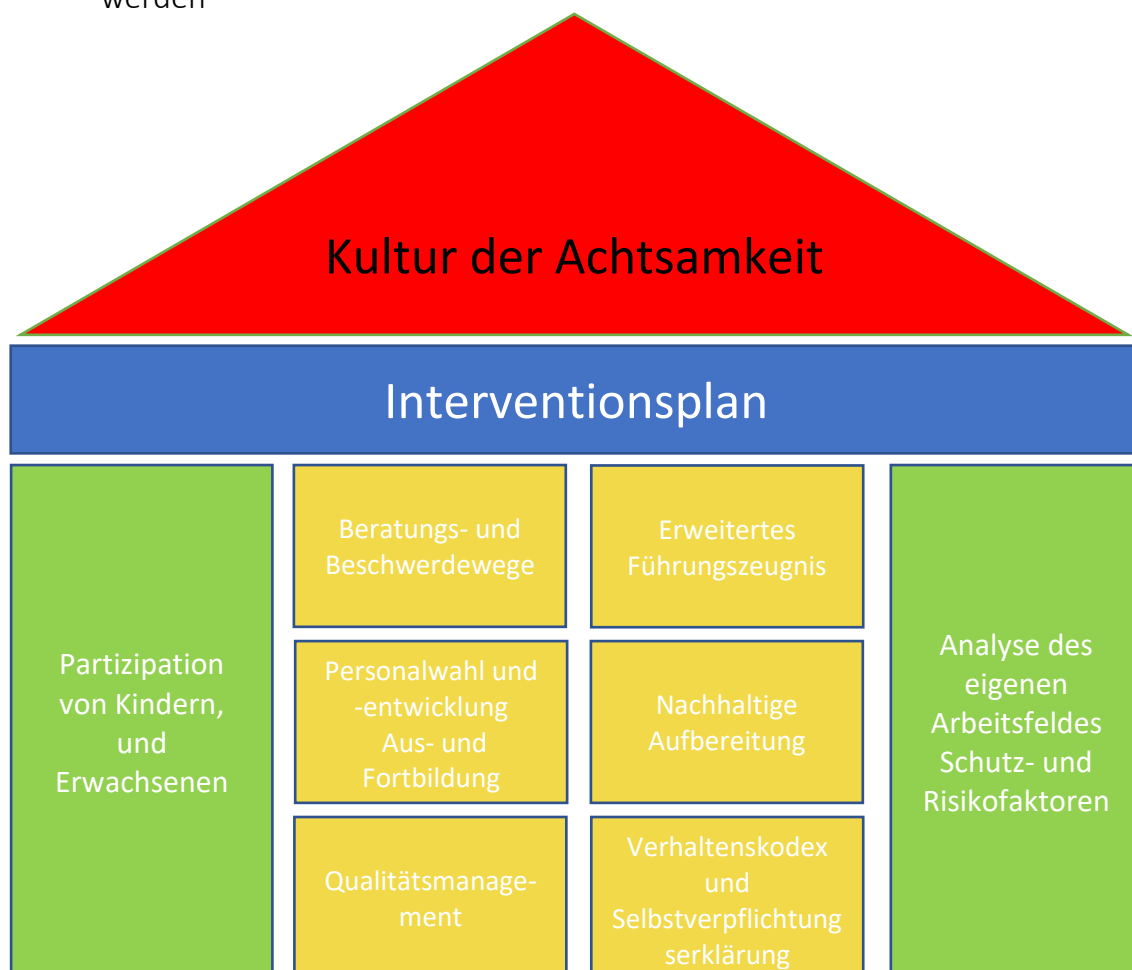 werden
Kultur der Achtsamkeit
Interventionsplan
Partizipation
von Kindern,
und
Erwachsenen
Beratungs- und
Beschwerdewege
Erweitertes
Führungszeugnis
Personalwahl und
-entwicklung
Aus- und
Fortbildung
Nachhaltige
Aufbereitung
Qualitätsmanage-
ment
Verhaltenskodex
und
Selbstverpflichtung
serklärung
Analyse des
eigenen
Arbeitsfeldes
Schutz- und
Risikofaktoren